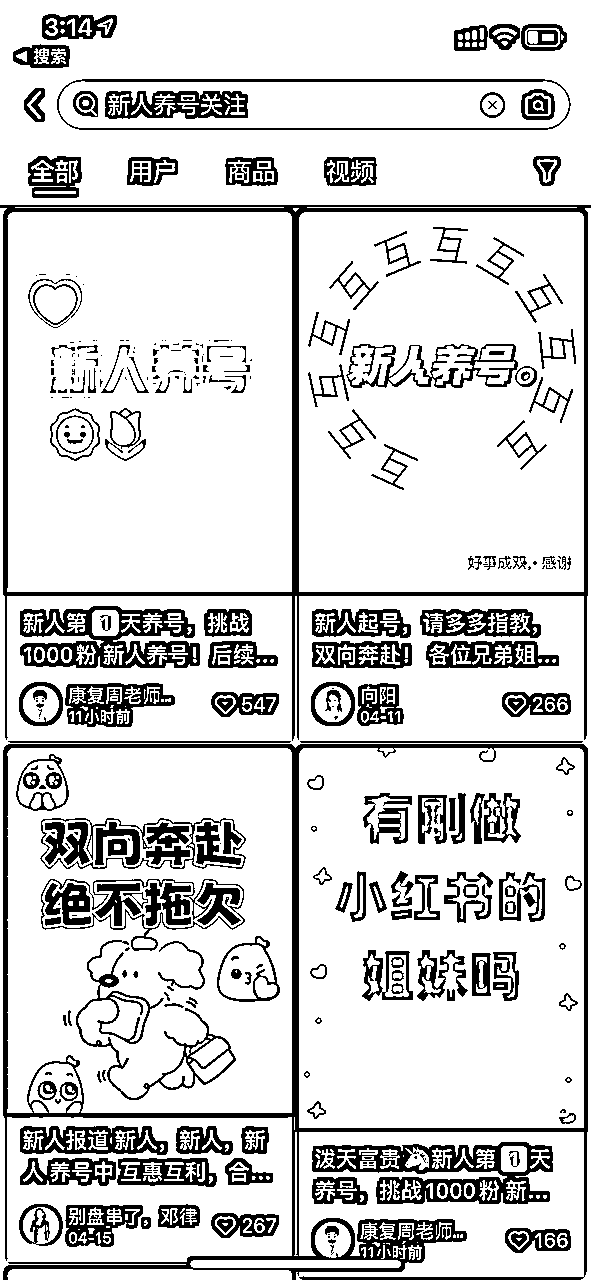 3:14
搜索
新人养号关注
全部 用户 商品 视频
新人养号
互互互互互互互互互互互互
新人养号。
好事成双,·感谢
新人第1天养号，挑战
1000粉 新人养号！后续...
康复周老师...
11小时前
547
新人起号，请多多指教，
双向奔赴！ 各位兄弟姐...
向阳
04-11
266
双向奔赴
绝不拖欠
新人报道 新人，新人，新
人养号中 互惠互利，合...
别盘串了，邓律
04-15
267
有刚做
小红书的
姐妹吗
泼天富贵🦄新人第1天
养号，挑战1000粉 新...
康复周老师...
11小时前
166